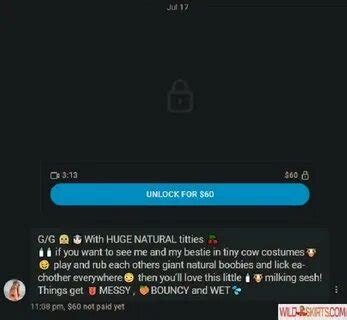 Jul 17
3:13
$60
UNLOCK FOR $60
G/G With HUGE NATURAL titties
if you want to see me and my bestie in tiny cow costumes
play and rub each others giant natural boobies and lick ea-
chother everywhere then you'll love this little milking sesh!
Things get MESSY, BOUNCY and WET
11:38 pm, $60 not paid yet
WILDSKIRTS.COM